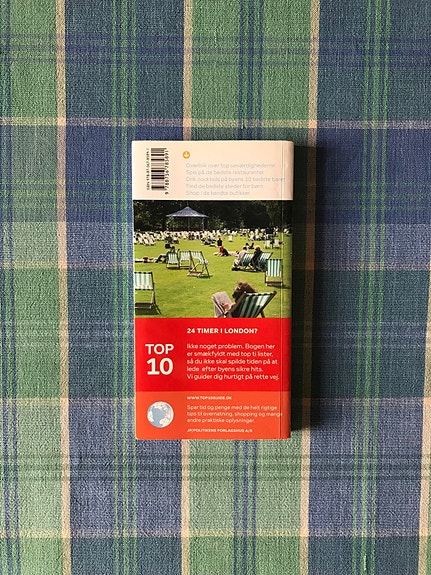 Overblik over top seværdighederne
Spis på de bedste restauranter
Drik cocktails på byens 10 bedste barer
Find de bedste steder for børn
Shop i de bedste butikker
TOP
10
24 TIMER I LONDON?
Ikke noget problem. Bogen her
er smækfyldt med top ti lister,
så du ikke skal spilde tiden på at
lede efter byens sikre hits.
Vi guider dig hurtigt på rette vej.
WWW.TOP10GUIDE.DK
Spar tid og penge med de helt rigtige
tips til overnatning, shopping og mange
andre praktiske oplysninger
JP/POLITIKENS FORLAGSHUS A/S